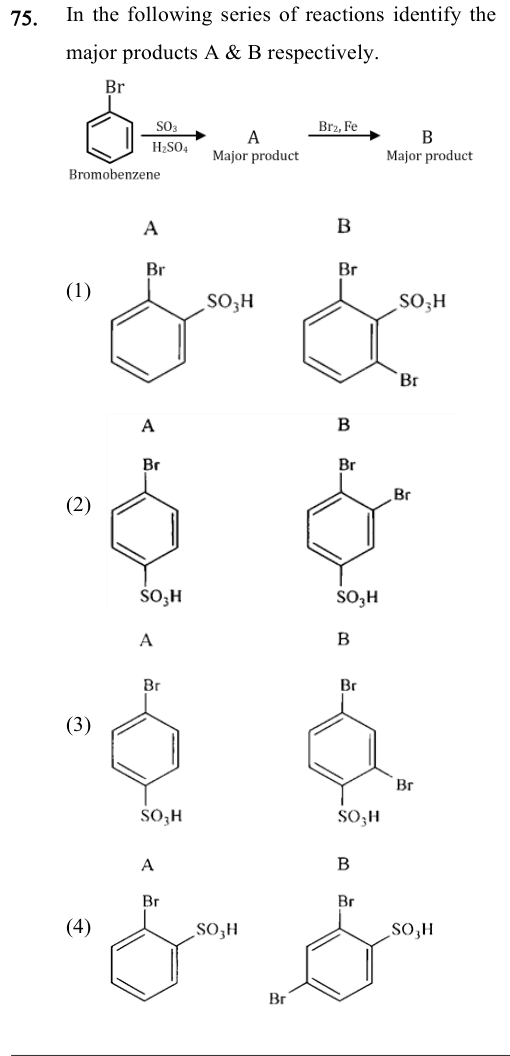 75. In the following series of reactions identify the
major products A & B respectively.
Br
SO₃
H₂SO₄
A
Br₂, Fe
B
Major product
Major product
Bromobenzene
A
B
(1)
Br
SO₃H
Br
SO₃H
Br
A
B
(2)
Br
SO₃H
Br
Br
SO₃H
A
B
(3)
Br
SO₃H
Br
Br
SO₃H
A
B
(4)
Br
SO₃H
Br
SO₃H
Br